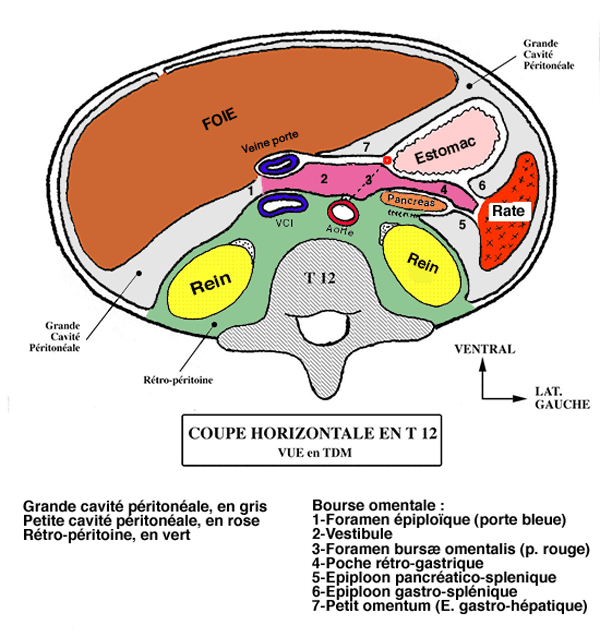 Grande
Cavité
Péritonéale
FOIE
Veine porte
7
Estomac
2
3
1
4
6
Pancréas
Rate
VCI
Aorte
5
Rein
Rein
T 12
Grande
Cavité
Péritonéale
Rétro-péritoine
VENTRAL
LAT.
GAUCHE
COUPE HORIZONTALE EN T 12
VUE en TDM
Grande cavité péritonéale, en gris
Petite cavité péritonéale, en rose
Rétro-péritoine, en vert
Bourse omentale :
1-Foramen épiploïque (porte bleue)
2-Vestibule
3-Foramen bursæ omentalis (p. rouge)
4-Poche rétro-gastrique
5-Epiploon pancréatico-splenique
6-Epiploon gastro-splénique
7-Petit omentum (E. gastro-hépatique)